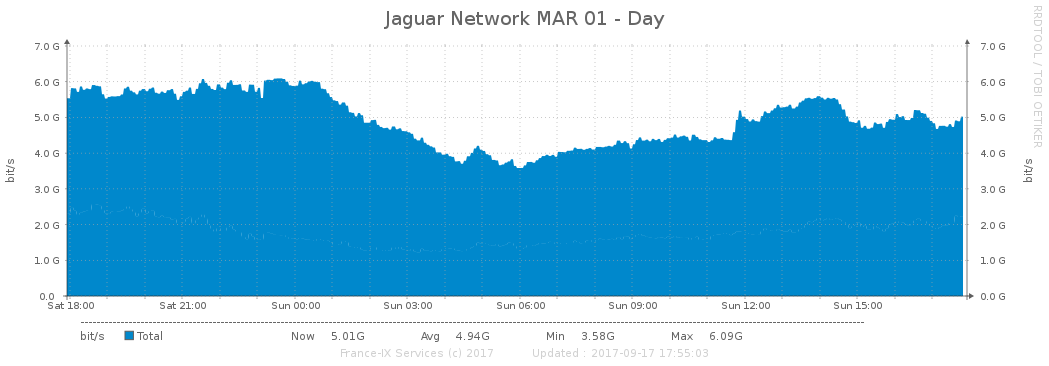 Jaguar Network MAR 01 - Day
RRDTOOL / TOBI OETIKER
7.0 G 7.0 G
6.0 G 6.0 G
5.0 G 5.0 G
4.0 G 4.0 G
3.0 G 3.0 G
2.0 G 2.0 G
1.0 G 1.0 G
0.0 0.0 G
bit/s
bit/s
Sat 18:00 Sat 21:00 Sun 00:00 Sun 03:00 Sun 06:00 Sun 09:00 Sun 12:00 Sun 15:00
bit/s Total Now 5.01G Avg 4.94G Min 3.58G Max 6.09G
France-IX Services (c) 2017 Updated : 2017-09-17 17:55:03